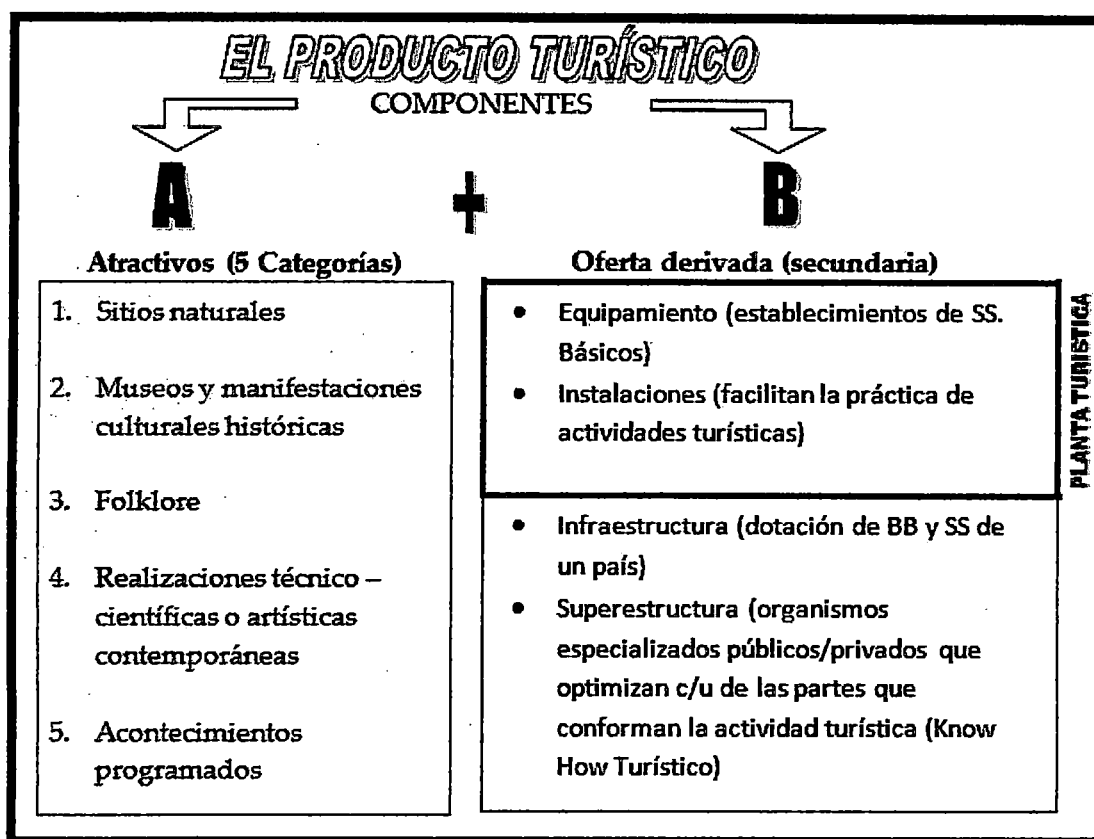 EL PRODUCTO TURÍSTICO
COMPONENTES
A + B
Atractivos (5 Categorías)
1. Sitios naturales
2. Museos y manifestaciones
culturales históricas
3. Folklore
4. Realizaciones técnico –
científicas o artísticas
contemporáneas
5. Acontecimientos
programados
Oferta derivada (secundaria)
• Equipamiento (establecimientos de SS.
Básicos)
• Instalaciones (facilitan la práctica de
actividades turísticas)
• Infraestructura (dotación de BB y SS de
un país)
• Superestructura (organismos
especializados públicos/privados que
optimizan c/u de las partes que
conforman la actividad turística (Know
How Turístico)
PLANTA TURISTICA